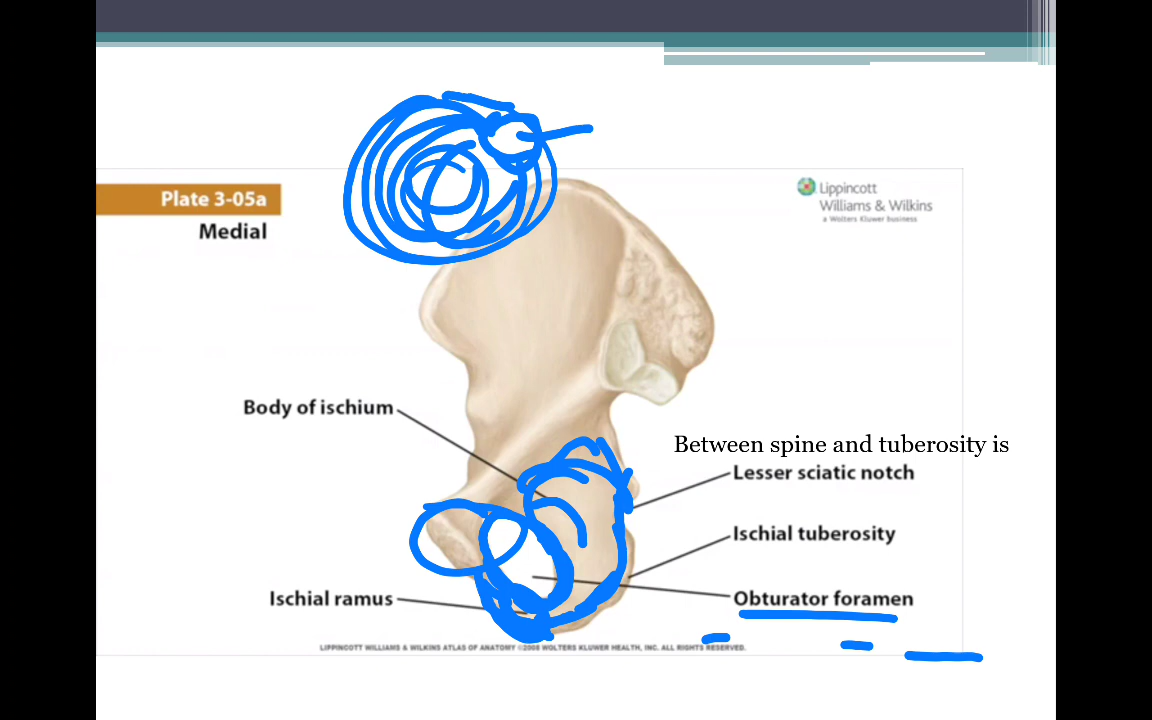 Plate 3-05a
Medial
Lippincott
Williams & Wilkins
a Wolters Kluwer business
Body of ischium
Between spine and tuberosity is
Lesser sciatic notch
Ischial tuberosity
Ischial ramus
Obturator foramen
LIPPINCOTT WILLIAMS & WILKINS ATLAS OF ANATOMY ©2008 WOLTERS KLUWER HEALTH, INC. ALL RIGHTS RESERVED.